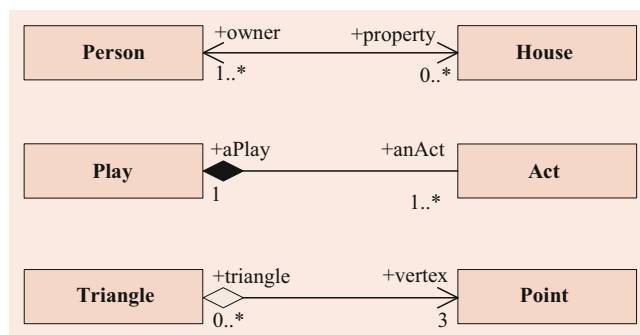 +owner +property
Person House
1..* 0..*
+aPlay +anAct
Play Act
1 1..*
+triangle +vertex
Triangle Point
0..* 3